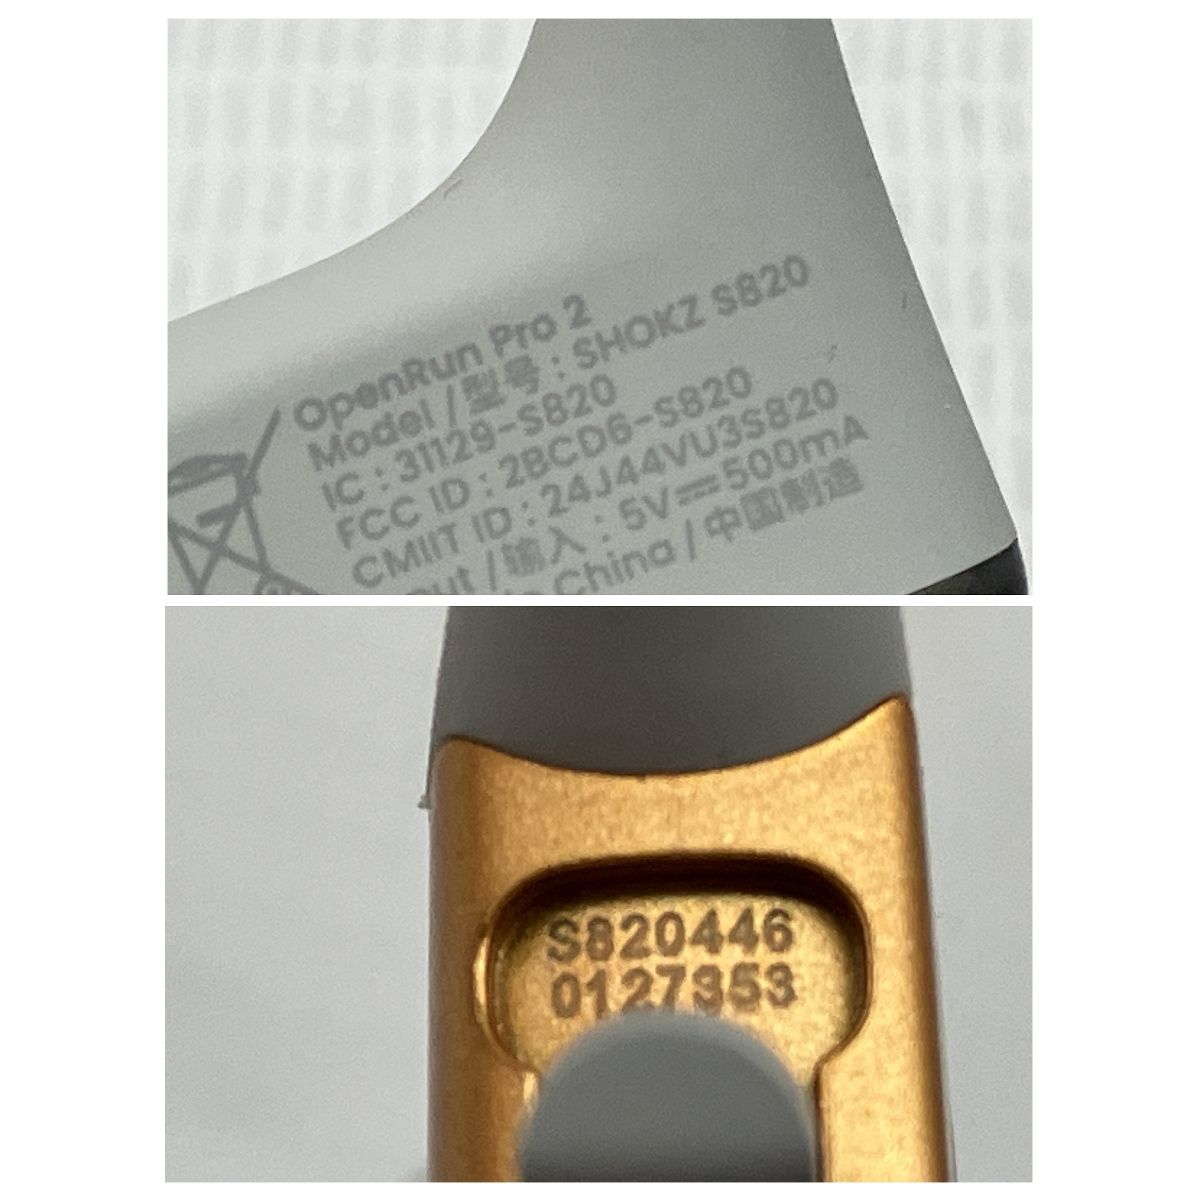 OpenRun Pro 2
Model / 型号 : SHOKZ S820
IC : 31129-S820
FCC ID : 2BCD6-S820
CMIIT ID : 24J44VU3S820
/ 输入 : 5V⎓500mA
China / 中国制造
S820446
0127353